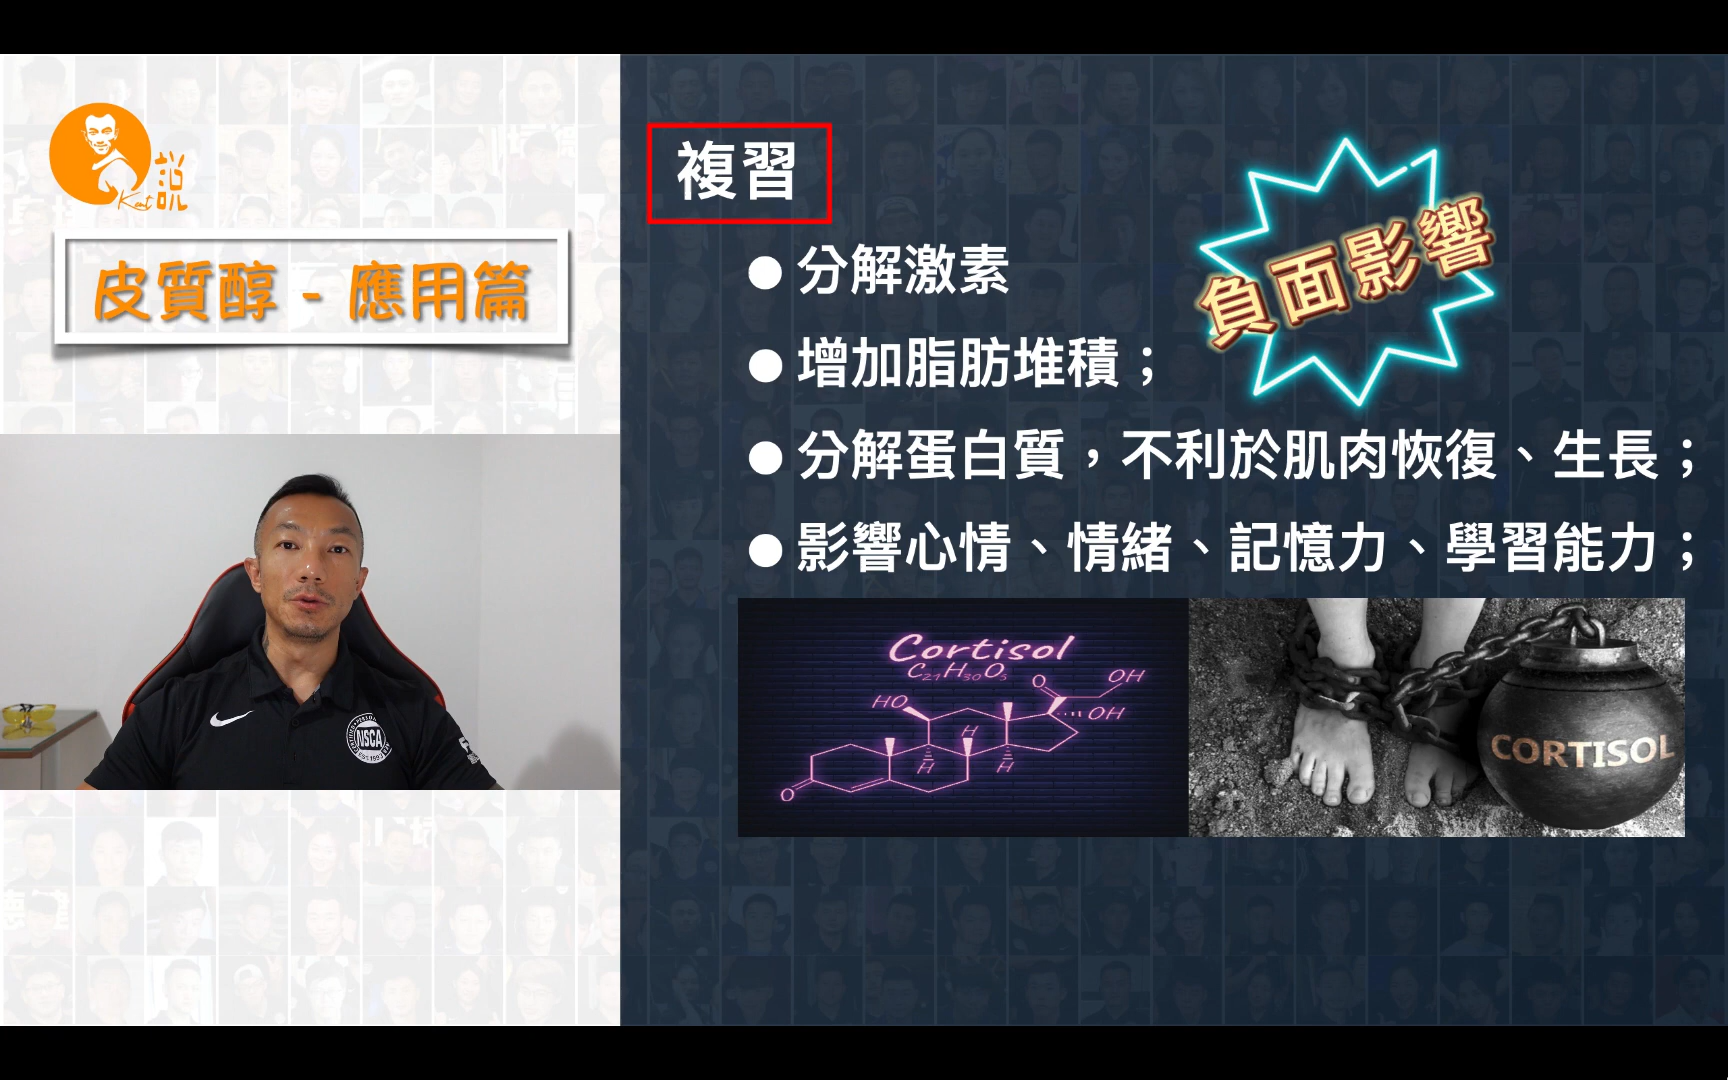 Kent 說
皮質醇 - 應用篇
NSCA
複習
負面影響
● 分解激素
● 增加脂肪堆積；
● 分解蛋白質，不利於肌肉恢復、生長；
● 影響心情、情緒、記憶力、學習能力；
Cortisol
C₂₁H₃₀O₅
O
OH
HO
OH
H
H
H
O
CORTISOL